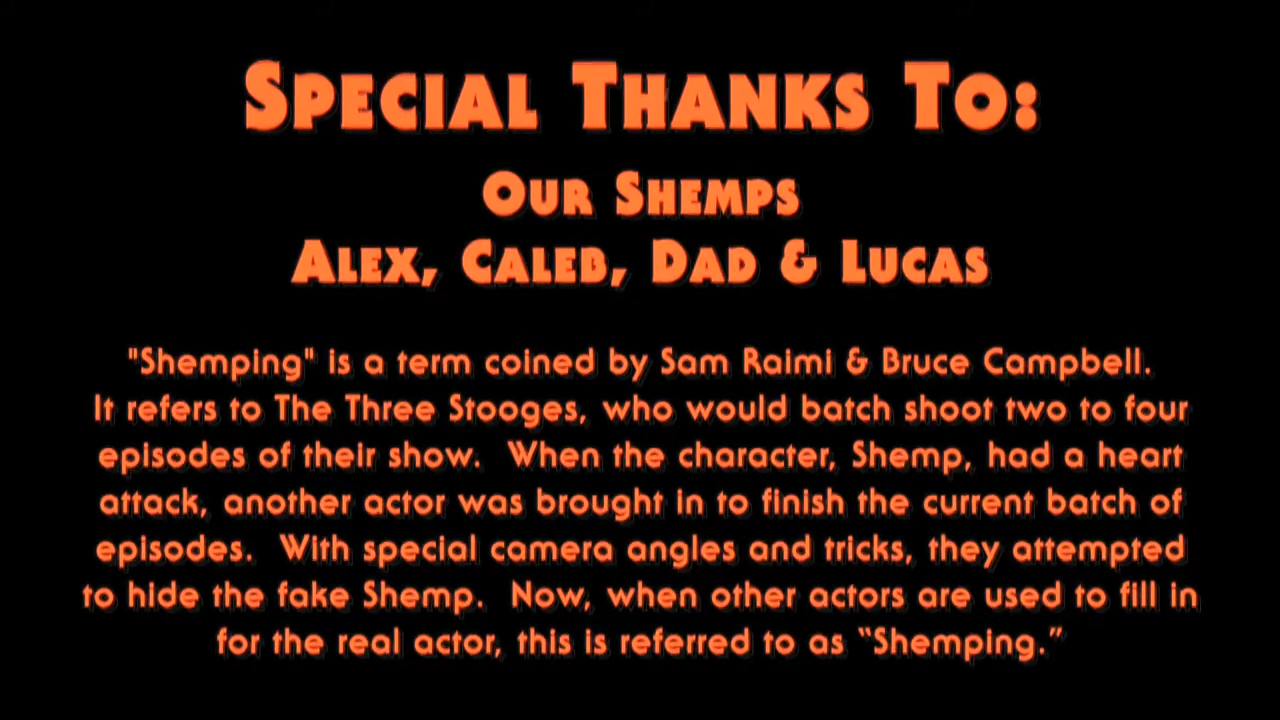 Special Thanks To:
Our Shemps
Alex, Caleb, Dad & Lucas
"Shemping" is a term coined by Sam Raimi & Bruce Campbell.
It refers to The Three Stooges, who would batch shoot two to four
episodes of their show.  When the character, Shemp, had a heart
attack, another actor was brought in to finish the current batch of
episodes.  With special camera angles and tricks, they attempted
to hide the fake Shemp.  Now, when other actors are used to fill in
for the real actor, this is referred to as “Shemping.”